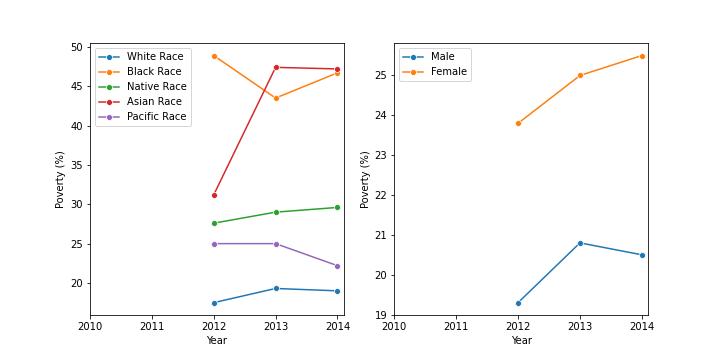 50
45
40
35
30
25
20
Poverty (%)
White Race
Black Race
Native Race
Asian Race
Pacific Race
2010 2011 2012 2013 2014
Year
25
24
23
22
21
20
19
Poverty (%)
Male
Female
2010 2011 2012 2013 2014
Year